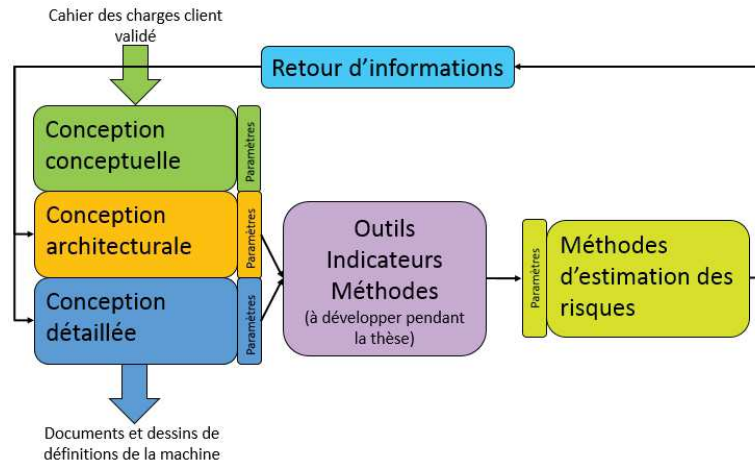 Cahier des charges client
validé
Retour d'informations
Conception
conceptuelle
Paramètres
Conception
architecturale
Paramètres
Conception
détaillée
Paramètres
Outils
Indicateurs
Méthodes
(à développer pendant
la thèse)
Paramètres
Méthodes
d'estimation des
risques
Documents et dessins de
définitions de la machine